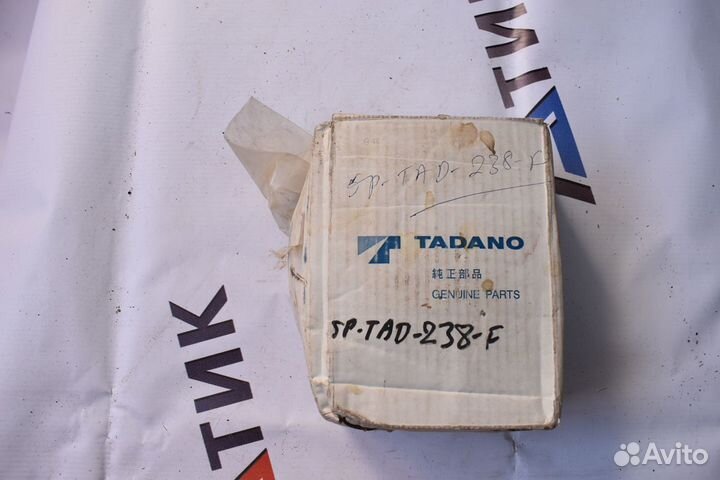 ТИК
SP-TAD-238-F
TADANO
純正部品
GENUINE PARTS
SP-TAD-238-F
ТИК
Avito